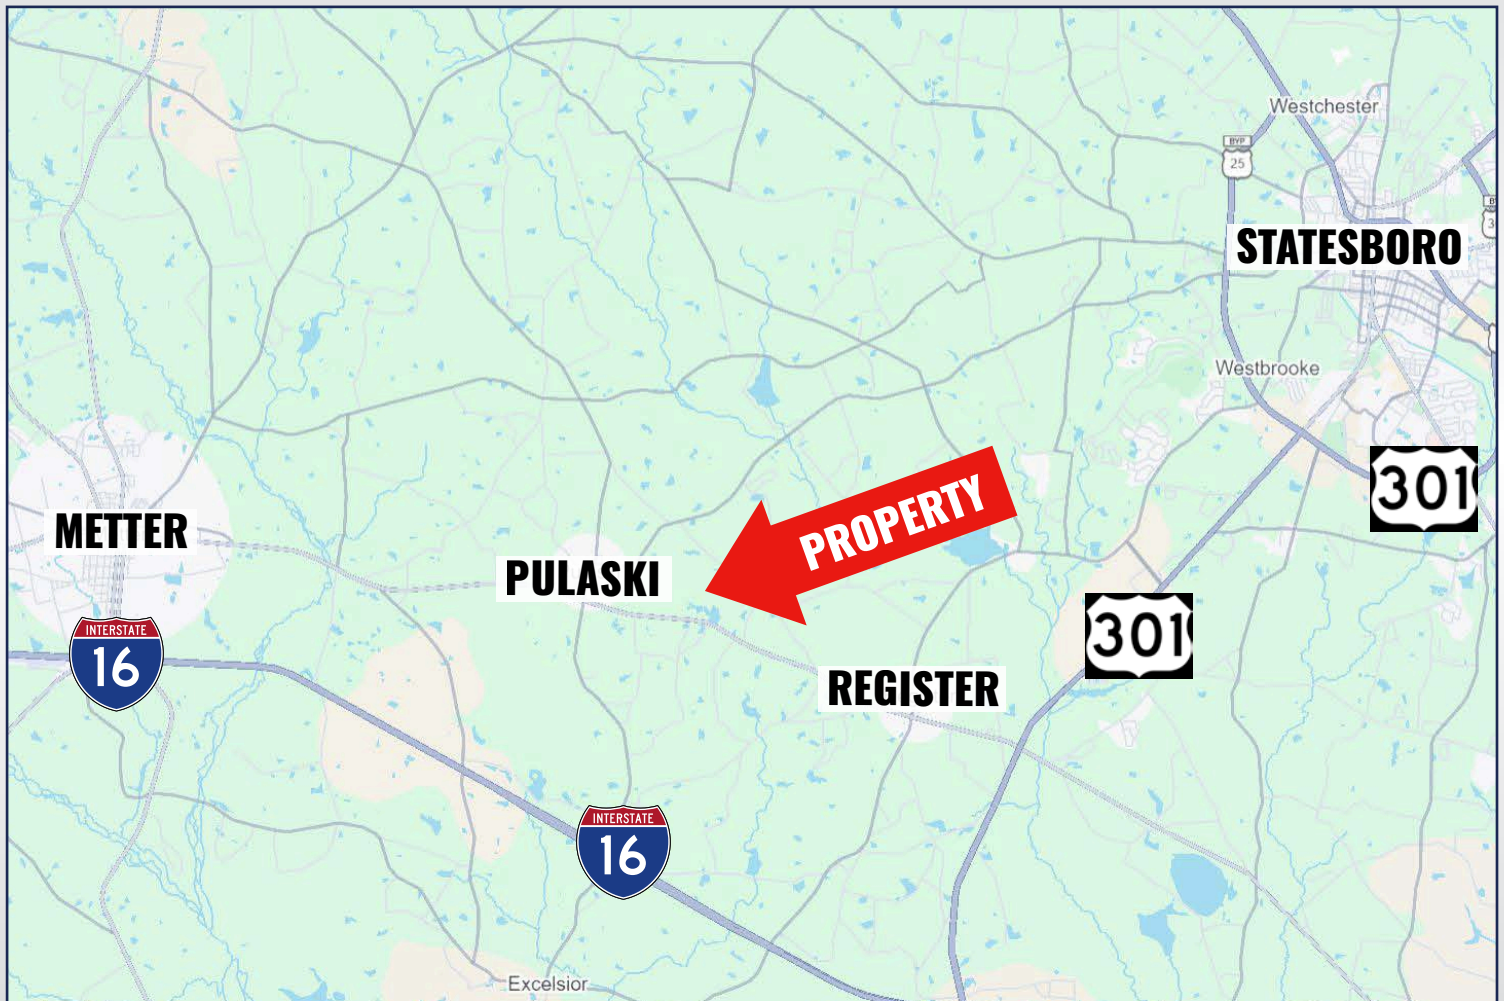 Westchester
BYP
25
STATESBORO
Westbrooke
301
PROPERTY
METTER
PULASKI
301
INTERSTATE
16
REGISTER
INTERSTATE
16
Excelsior